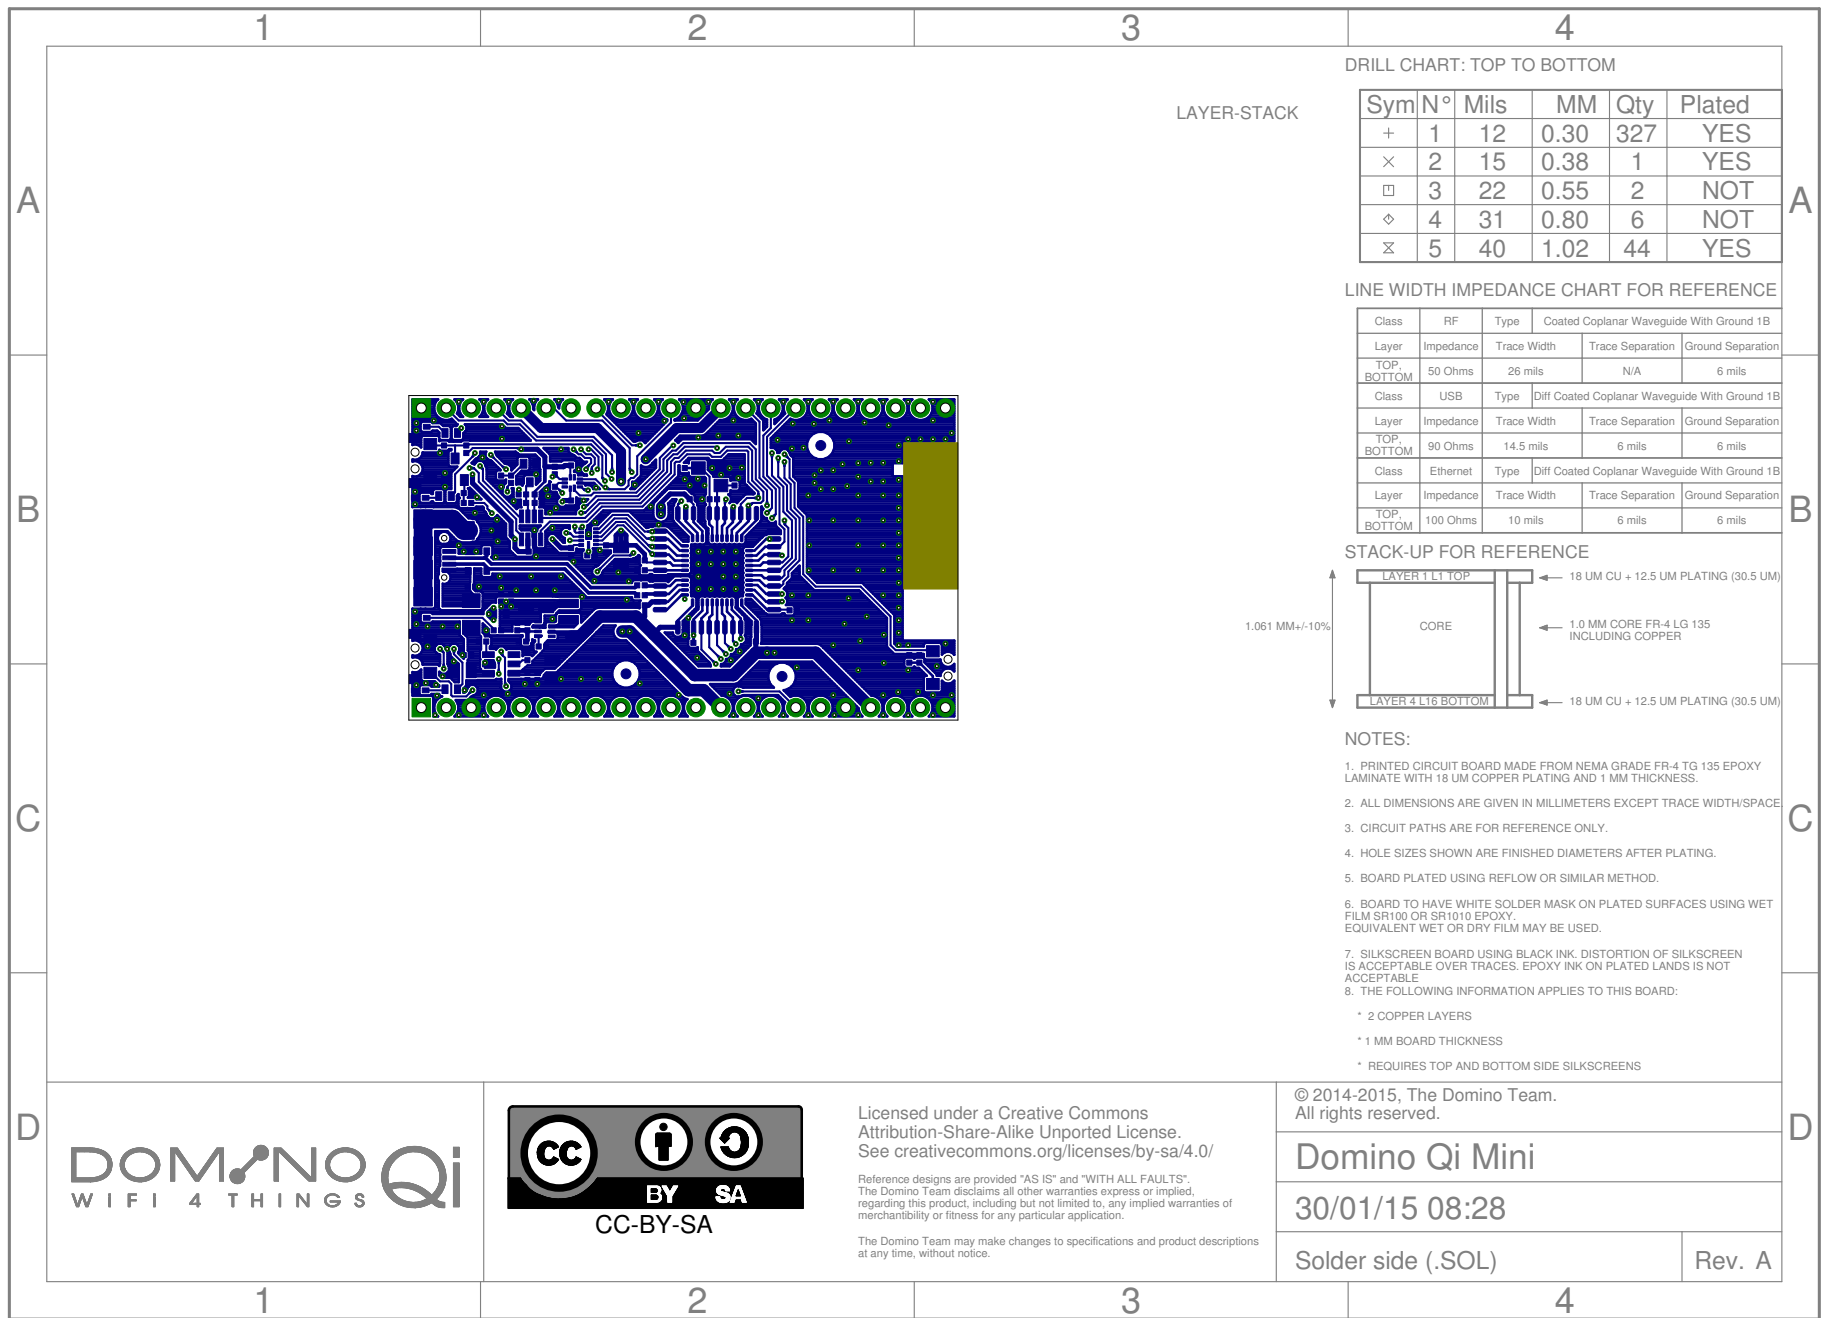 1 2 3 4
A
B
C
D
A
B
C
D
LAYER-STACK
DRILL CHART: TOP TO BOTTOM
Sym N° Mils MM Qty Plated
+ 1 12 0.30 327 YES
× 2 15 0.38 1 YES
3 22 0.55 2 NOT
4 31 0.80 6 NOT
5 40 1.02 44 YES
LINE WIDTH IMPEDANCE CHART FOR REFERENCE
Class RF Type Coated Coplanar Waveguide With Ground 1B
Layer Impedance Trace Width Trace Separation Ground Separation
TOP, BOTTOM 50 Ohms 26 mils N/A 6 mils
Class USB Type Diff Coated Coplanar Waveguide With Ground 1B
Layer Impedance Trace Width Trace Separation Ground Separation
TOP, BOTTOM 90 Ohms 14.5 mils 6 mils 6 mils
Class Ethernet Type Diff Coated Coplanar Waveguide With Ground 1B
Layer Impedance Trace Width Trace Separation Ground Separation
TOP, BOTTOM 100 Ohms 10 mils 6 mils 6 mils
STACK-UP FOR REFERENCE
LAYER 1 L1 TOP
18 UM CU + 12.5 UM PLATING (30.5 UM)
1.061 MM+/-10%
CORE
1.0 MM CORE FR-4 LG 135
INCLUDING COPPER
LAYER 4 L16 BOTTOM
18 UM CU + 12.5 UM PLATING (30.5 UM)
NOTES:
1. PRINTED CIRCUIT BOARD MADE FROM NEMA GRADE FR-4 TG 135 EPOXY
LAMINATE WITH 18 UM COPPER PLATING AND 1 MM THICKNESS.
2. ALL DIMENSIONS ARE GIVEN IN MILLIMETERS EXCEPT TRACE WIDTH/SPACE
3. CIRCUIT PATHS ARE FOR REFERENCE ONLY.
4. HOLE SIZES SHOWN ARE FINISHED DIAMETERS AFTER PLATING.
5. BOARD PLATED USING REFLOW OR SIMILAR METHOD.
6. BOARD TO HAVE WHITE SOLDER MASK ON PLATED SURFACES USING WET
FILM SR100 OR SR1010 EPOXY.
EQUIVALENT WET OR DRY FILM MAY BE USED.
7. SILKSCREEN BOARD USING BLACK INK. DISTORTION OF SILKSCREEN
IS ACCEPTABLE OVER TRACES. EPOXY INK ON PLATED LANDS IS NOT
ACCEPTABLE
8. THE FOLLOWING INFORMATION APPLIES TO THIS BOARD:
* 2 COPPER LAYERS
* 1 MM BOARD THICKNESS
* REQUIRES TOP AND BOTTOM SIDE SILKSCREENS
DOMINO Qi
WIFI 4 THINGS
cc
BY SA
CC-BY-SA
Licensed under a Creative Commons
Attribution-Share-Alike Unported License.
See creativecommons.org/licenses/by-sa/4.0/
Reference designs are provided "AS IS" and "WITH ALL FAULTS".
The Domino Team disclaims all other warranties express or implied,
regarding this product, including but not limited to, any implied warranties of
merchantibility or fitness for any particular application.
The Domino Team may make changes to specifications and product descriptions
at any time, without notice.
© 2014-2015, The Domino Team.
All rights reserved.
Domino Qi Mini
30/01/15 08:28
Solder side (.SOL)
Rev. A
1 2 3 4